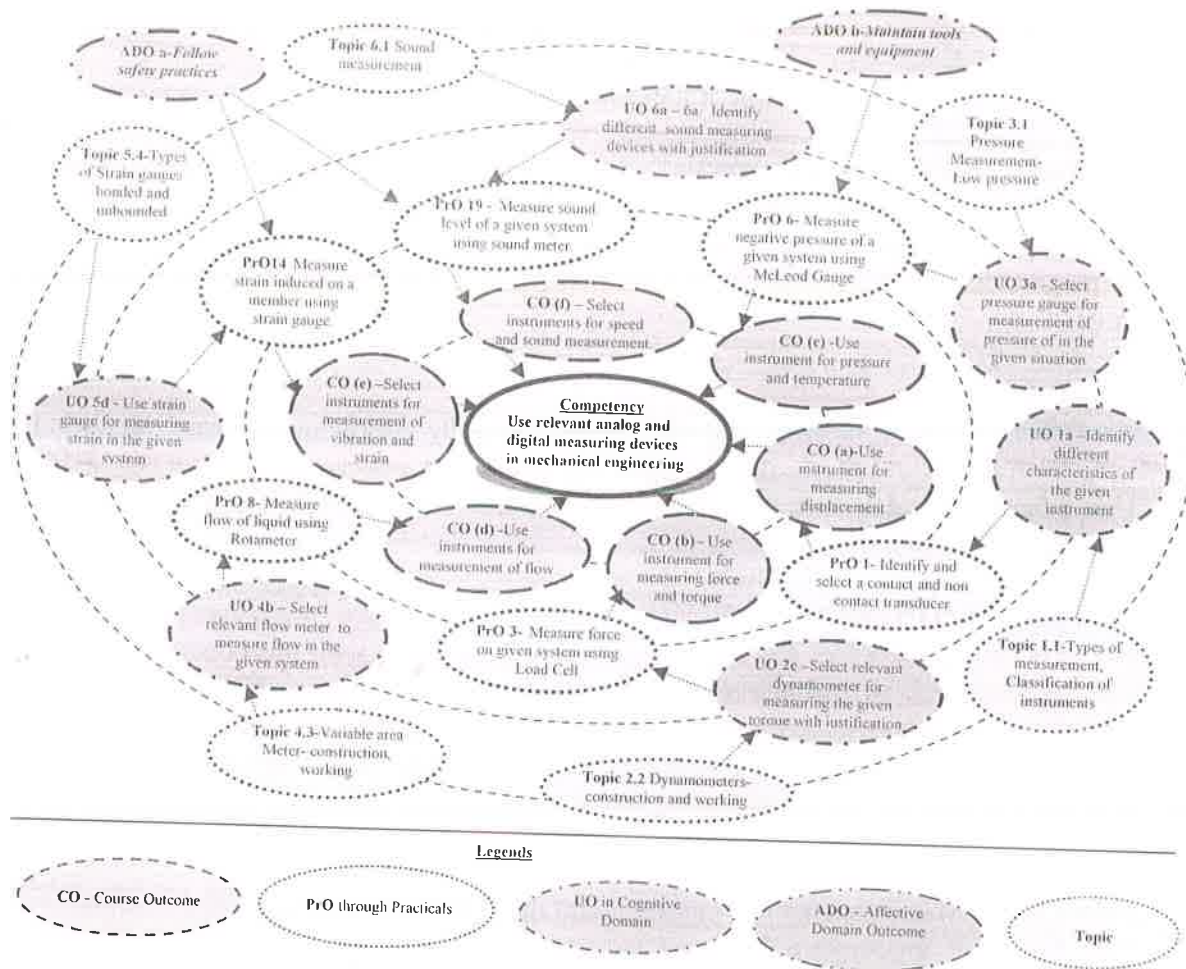 ADO a-Follow
safety practices
Topic 6.1 Sound
measurement
ADO b-Maintain tools
and equipment
UO 6a – 6a Identify
different sound measuring
devices with justification
Topic 3.1
Pressure
Measurement-
Low pressure
Topic 5.4-Types
of Strain gauges
bonded and
unbounded
PrO 19 - Measure sound
level of a given system
using sound meter
PrO 6- Measure
negative pressure of a
given system using
McLeod Gauge
PrO14 Measure
strain induced on a
member using
strain gauge
UO 3a - Select
pressure gauge for
measurement of
pressure of in the
given situation
CO (f) – Select
instruments for speed
and sound measurement
CO (c) -Use
instrument for pressure
and temperature
UO 5d - Use strain
gauge for measuring
strain in the given
system
CO (e) –Select
instruments for
measurement of
vibration and
strain
Competency
Use relevant analog and
digital measuring devices
in mechanical engineering
CO (a)-Use
instrument for
measuring
displacement
UO 1a – Identify
different
characteristics of
the given
instrument
PrO 8- Measure
flow of liquid using
Rotameter
CO (d) -Use
instruments for
measurement of flow
CO (b) – Use
instrument for
measuring force
and torque
PrO 1- Identify and
select a contact and non
contact transducer
UO 4b – Select
relevant flow meter to
measure flow in the
given system
PrO 3- Measure force
on given system using
Load Cell
UO 2c –Select relevant
dynamometer for
measuring the given
torque with justification
Topic 1.1-Types of
measurement,
Classification of
instruments
Topic 4.3-Variable area
Meter- construction,
working
Topic 2.2 Dynamometers-
construction and working
Legends
CO - Course Outcome
PrO through Practicals
UO in Cognitive
Domain
ADO - Affective
Domain Outcome
Topic